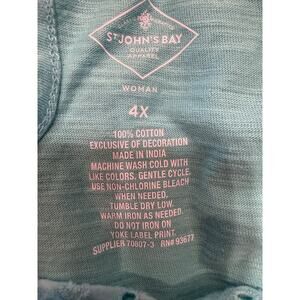 ST JOHN'S BAY
QUALITY
APPAREL
WOMAN
4X
100% COTTON
EXCLUSIVE OF DECORATION
MADE IN INDIA
MACHINE WASH COLD WITH
LIKE COLORS. GENTLE CYCLE.
USE NON-CHLORINE BLEACH
WHEN NEEDED.
TUMBLE DRY LOW.
WARM IRON AS NEEDED.
DO NOT IRON ON
YOKE LABEL PRINT.
SUPPLIER 70807-3 RN# 93677